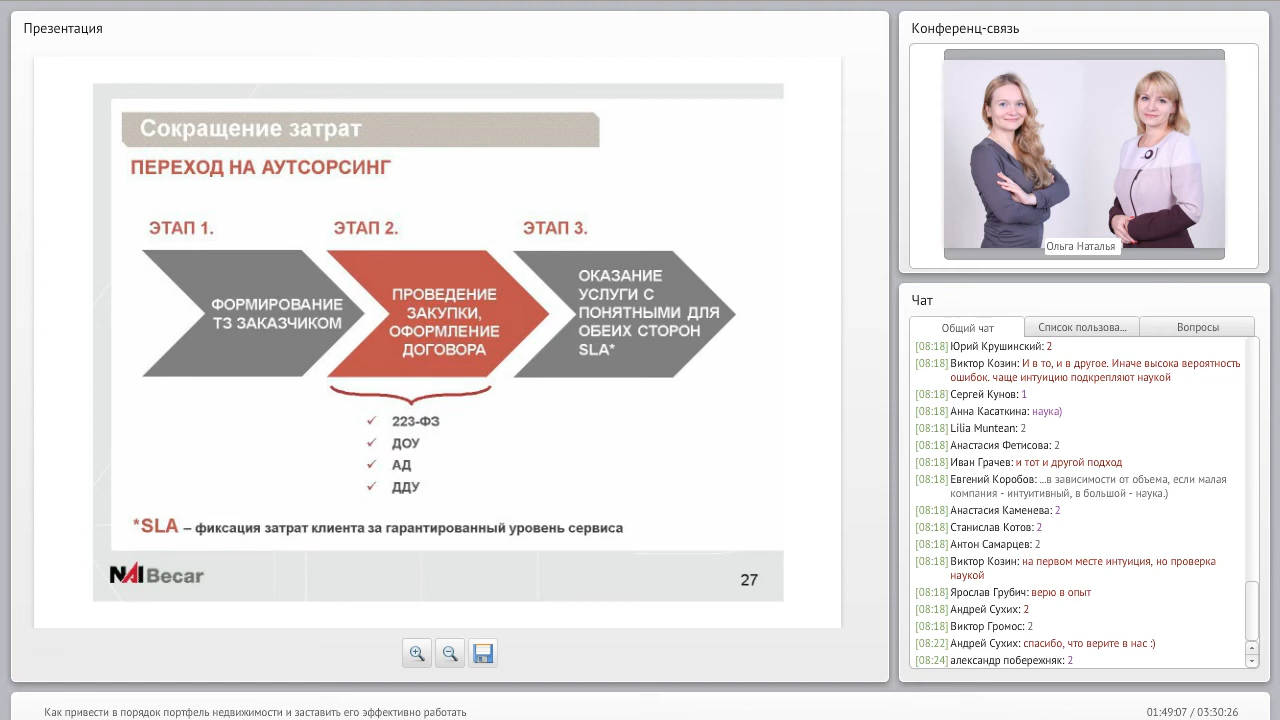 Презентация
Сокращение затрат
ПЕРЕХОД НА АУТСОРСИНГ
ЭТАП 1.
ЭТАП 2.
ЭТАП 3.
ФОРМИРОВАНИЕ
ТЗ ЗАКАЗЧИКОМ
ПРОВЕДЕНИЕ
ЗАКУПКИ,
ОФОРМЛЕНИЕ
ДОГОВОРА
ОКАЗАНИЕ
УСЛУГИ С
ПОНЯТНЫМИ ДЛЯ
ОБЕИХ СТОРОН
SLA*
✓ 223-ФЗ
✓ ДОУ
✓ АД
✓ ДДУ
*SLA – фиксация затрат клиента за гарантированный уровень сервиса
NAI Becar
27
Конференц-связь
Ольга Наталья
Чат
Общий чат
Список пользова...
Вопросы
[08:18] Юрий Крушинский: 2
[08:18] Виктор Козин: И в то, и в другое. Иначе высока вероятность
ошибок. чаще интуицию подкрепляют наукой
[08:18] Сергей Кунов: 1
[08:18] Анна Касаткина: наука)
[08:18] Lilia Muntean: 2
[08:18] Анастасия Фетисова: 2
[08:18] Иван Грачев: и тот и другой подход
[08:18] Евгений Коробов: ...в зависимости от объема, если малая
компания - интуитивный, в большой - наука.)
[08:18] Анастасия Каменева: 2
[08:18] Станислав Котов: 2
[08:18] Антон Самарцев: 2
[08:18] Виктор Козин: на первом месте интуиция, но проверка
наукой
[08:18] Ярослав Грубич: верю в опыт
[08:18] Андрей Сухих: 2
[08:18] Виктор Громос: 2
[08:22] Андрей Сухих: спасибо, что верите в нас :)
[08:24] александр побережняк: 2
Как привести в порядок портфель недвижимости и заставить его эффективно работать
01:49:07 / 03:30:26